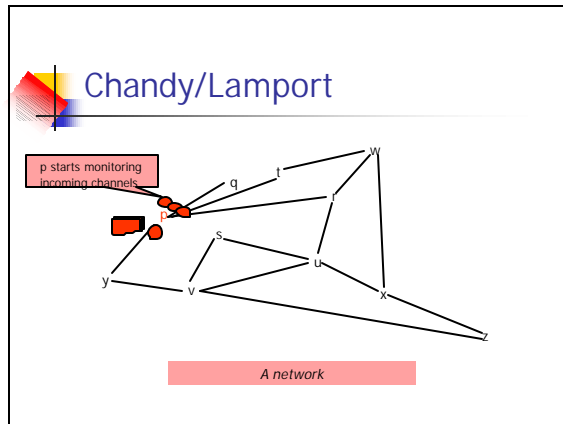 Chandy/Lamport
p starts monitoring
incoming channels
w
t
q
r
p
s
u
y
v
x
z
A network